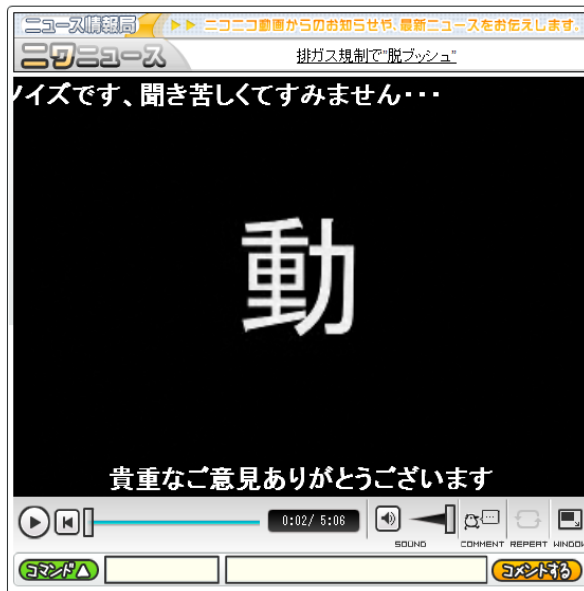 ニュース情報局 ニコニコ動画からのお知らせや、最新ニュースをお伝えします。
ニワニュース 排ガス規制で"脱ブッシュ"
ノイズです、聞き苦しくてすみません・・・
動
貴重なご意見ありがとうございます
0:02/ 5:06
SOUND COMMENT REPEAT WINDOW
コマンド コメントする